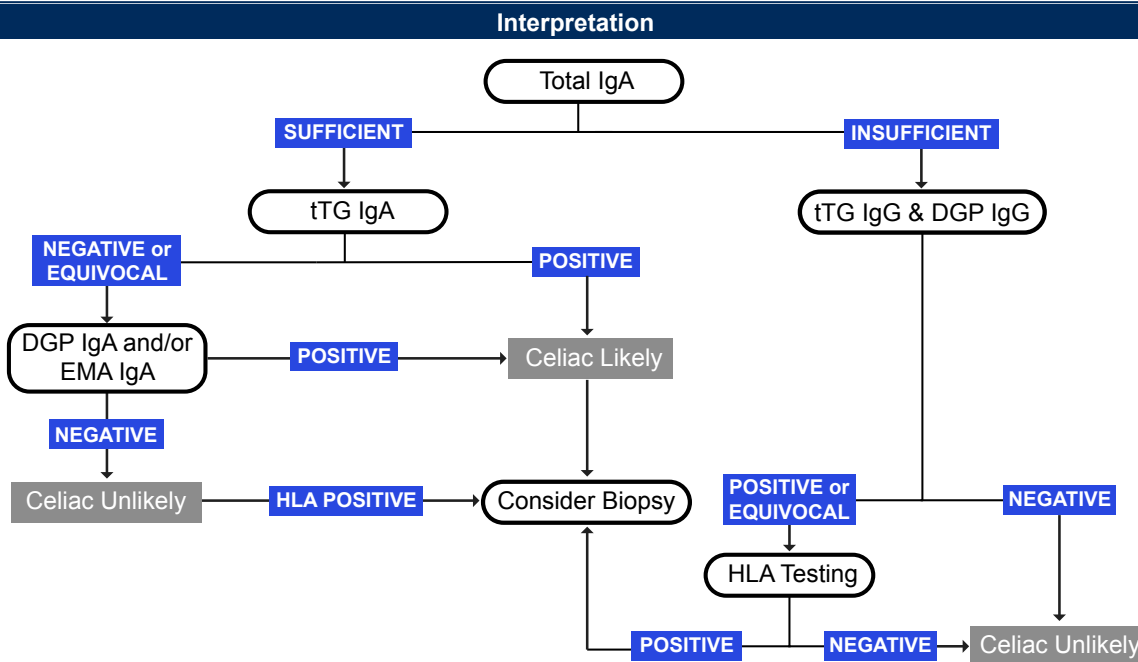 Interpretation
Total IgA
SUFFICIENT
INSUFFICIENT
tTG IgA
tTG IgG & DGP IgG
NEGATIVE or
EQUIVOCAL
POSITIVE
DGP IgA and/or
EMA IgA
POSITIVE
Celiac Likely
NEGATIVE
Celiac Unlikely
HLA POSITIVE
Consider Biopsy
POSITIVE or
EQUIVOCAL
NEGATIVE
HLA Testing
POSITIVE
NEGATIVE
Celiac Unlikely